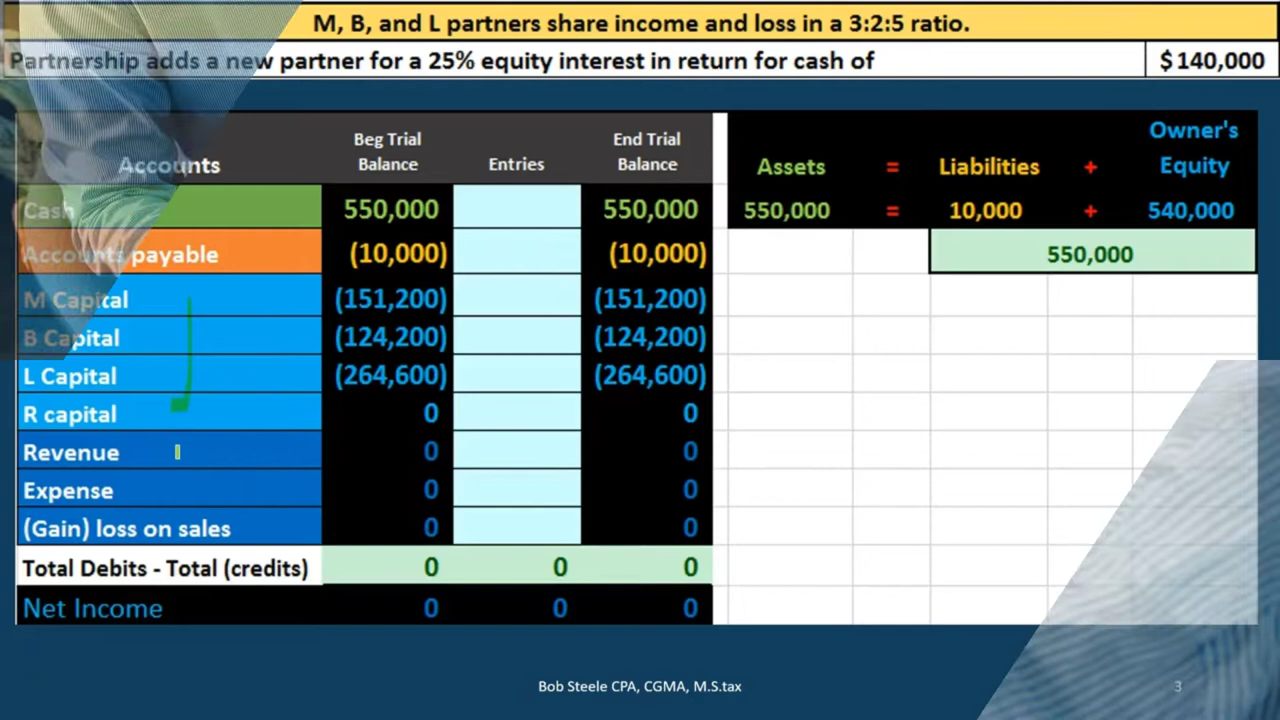 M, B, and L partners share income and loss in a 3:2:5 ratio.
Partnership adds a new partner for a 25% equity interest in return for cash of $ 140,000
Accounts Beg Trial Balance Entries End Trial Balance
Cash 550,000 550,000
Accounts payable (10,000) (10,000)
M Capital (151,200) (151,200)
B Capital (124,200) (124,200)
L Capital (264,600) (264,600)
R capital 0 0
Revenue 0 0
Expense 0 0
(Gain) loss on sales 0 0
Total Debits - Total (credits) 0 0 0
Net Income 0 0 0
Assets = Liabilities + Owner's Equity
550,000 = 10,000 + 540,000
550,000
Bob Steele CPA, CGMA, M.S.tax
3